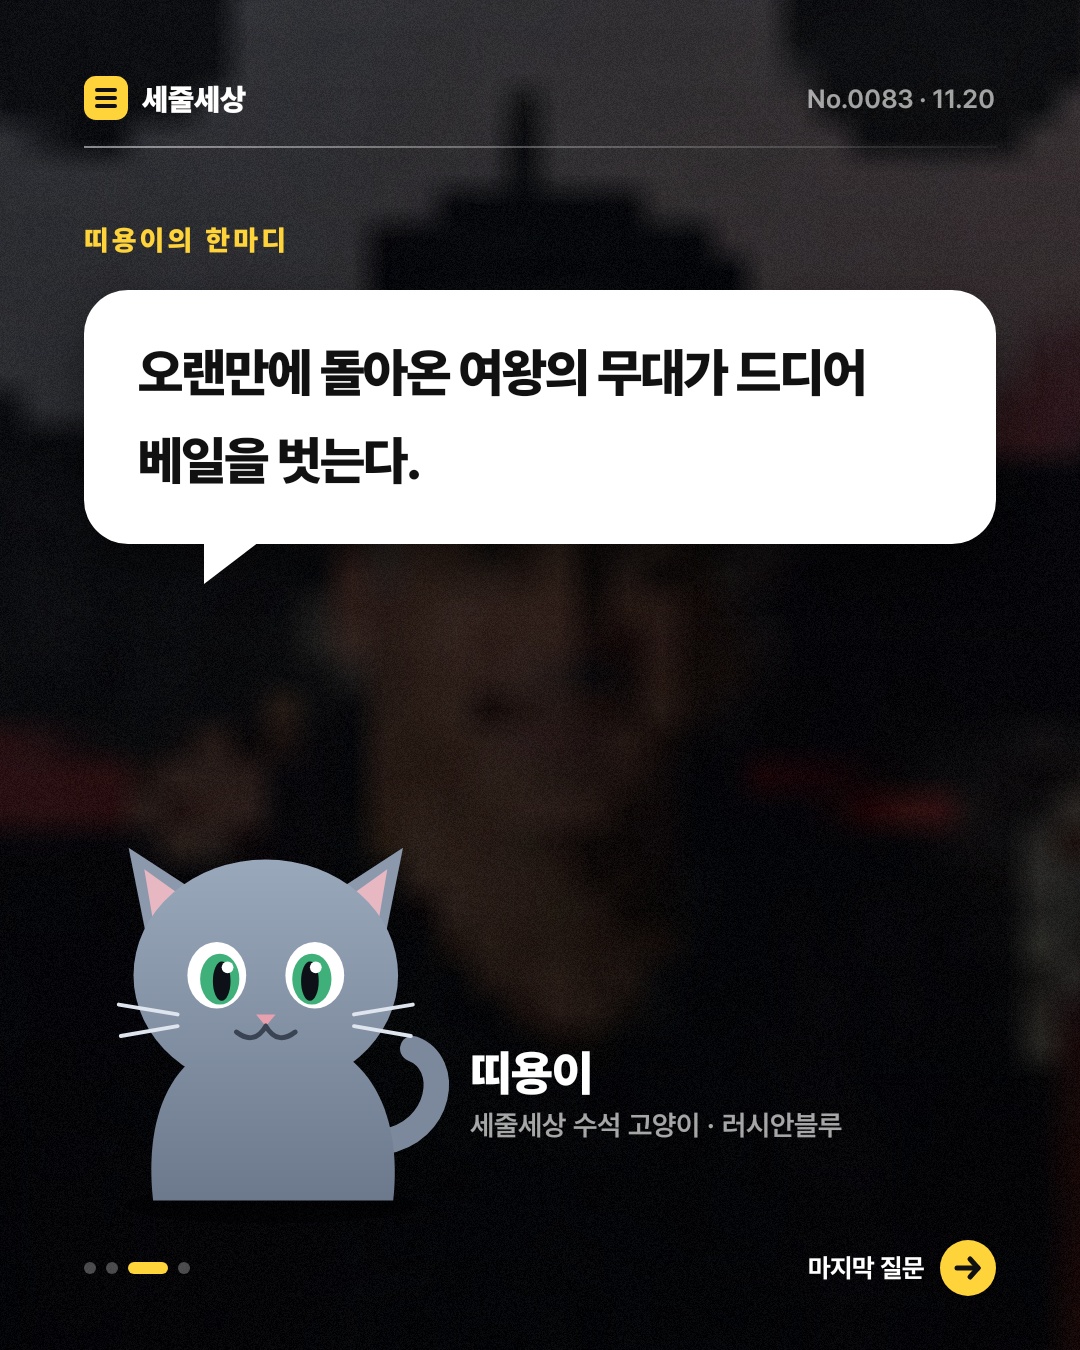 세줄세상
No.0083 · 11.20
띠용이의 한마디
오랜만에 돌아온 여왕의 무대가 드디어
베일을 벗는다.
띠용이
세줄세상 수석 고양이 · 러시안블루
마지막 질문